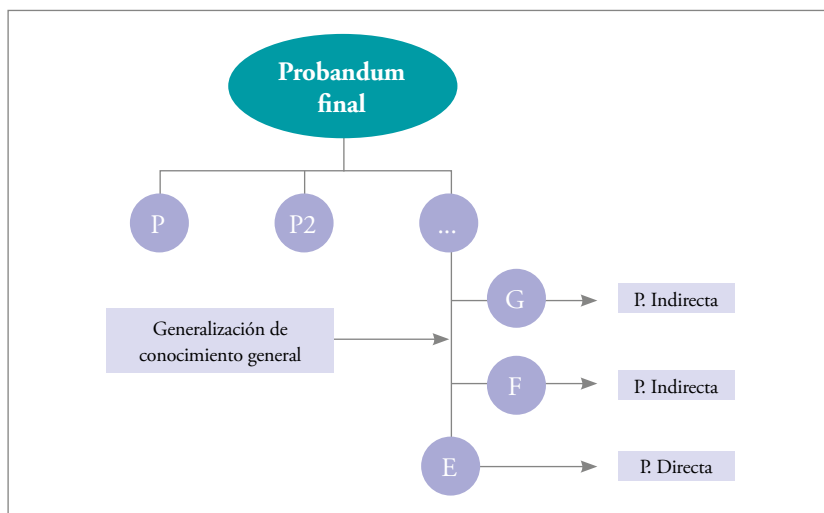 Probandum
final
P
P2
...
G
P. Indirecta
Generalización de
conocimiento general
F
P. Indirecta
E
P. Directa